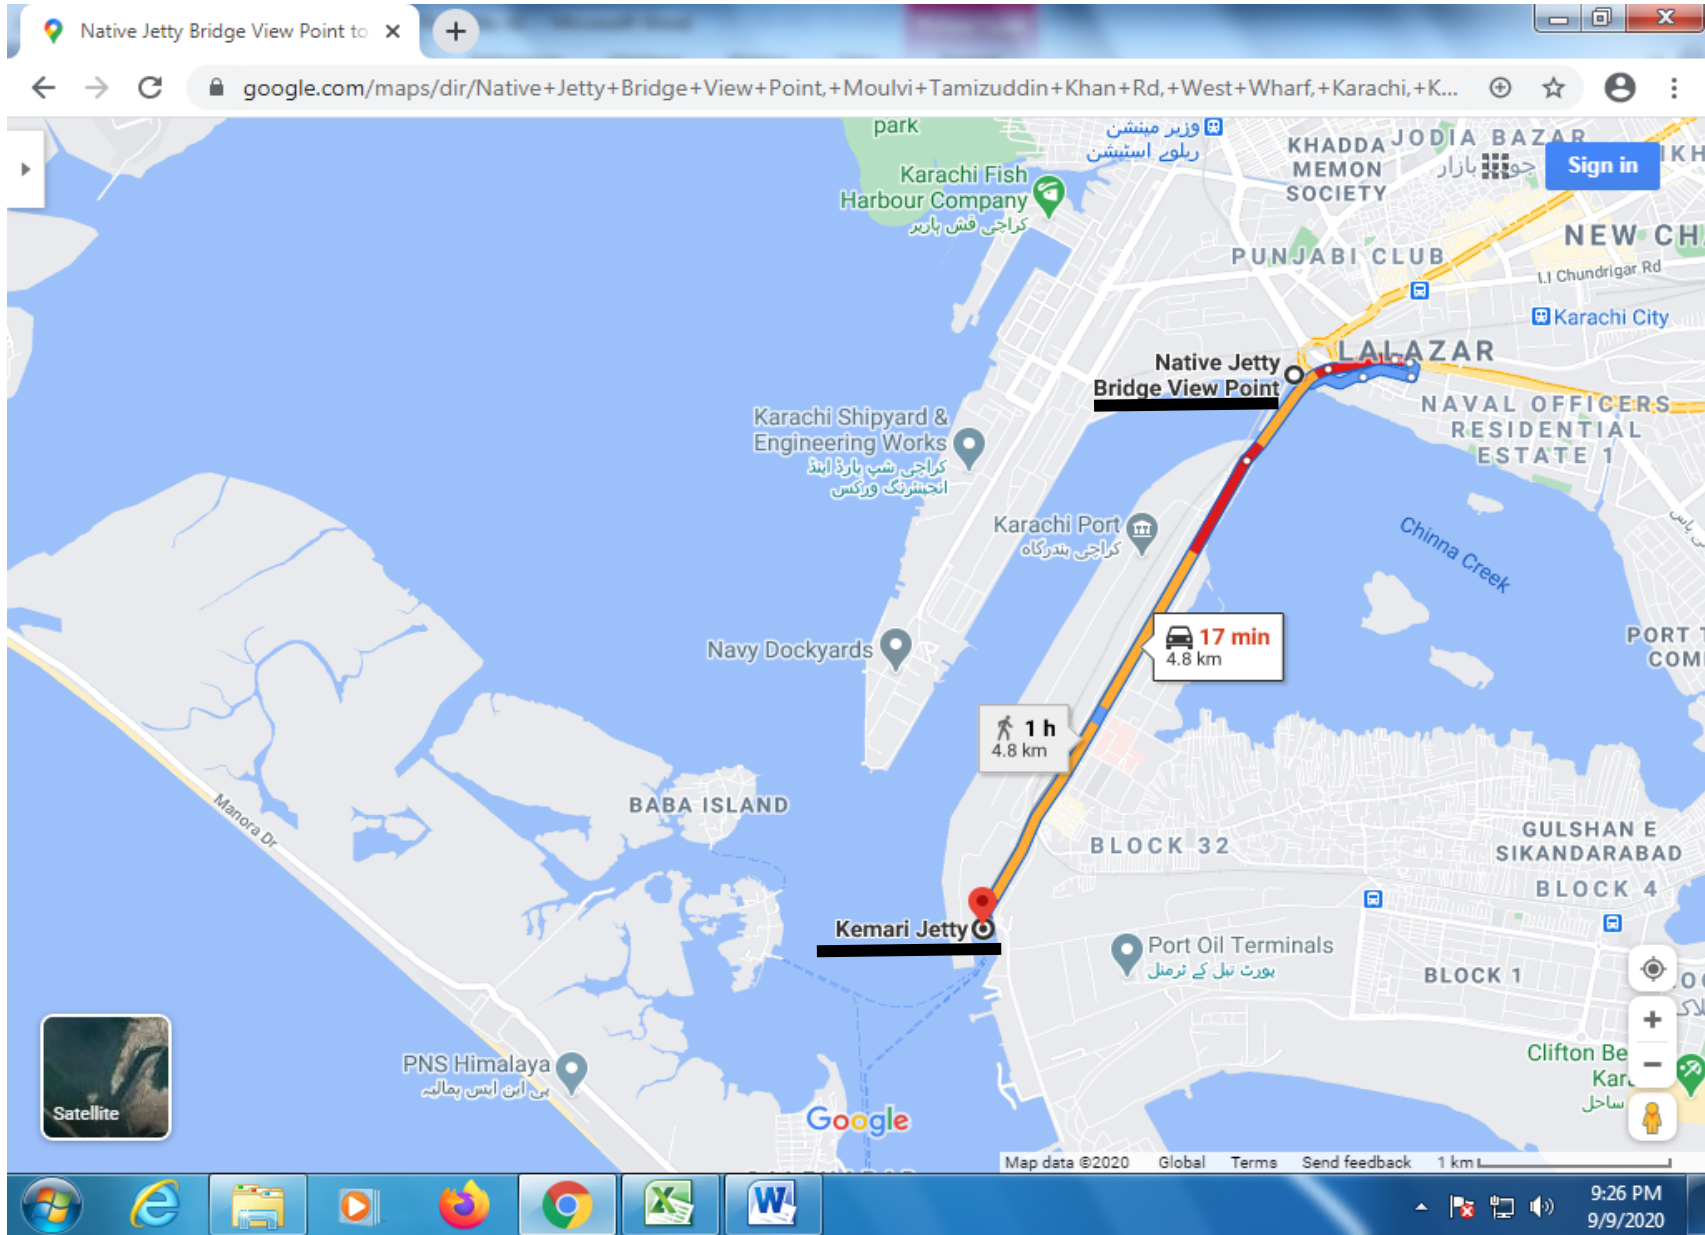 Native Jetty Bridge View Point to
google.com/maps/dir/Native+Jetty+Bridge+View+Point,+Moulvi+Tamizuddin+Khan+Rd,+West+Wharf,+Karachi,+K...
park
وزیر مینشن
ریلوے اسٹیشن
KHADDA
MEMON
SOCIETY
JODIA BAZAR
Sign in
Karachi Fish
Harbour Company
کراچی فش ہاربر
NEW CH
PUNJABI CLUB
I.I Chundrigar Rd
Karachi City
LALAZAR
Native Jetty
Bridge View Point
NAVAL OFFICERS
RESIDENTIAL
ESTATE 1
Karachi Shipyard &
Engineering Works
کراچی شپ یارڈ اینڈ
انجینئرنگ ورکس
Karachi Port
کراچی بندرگاہ
Chinna Creek
17 min
4.8 km
Navy Dockyards
PORT T
COM
1 h
4.8 km
BABA ISLAND
Manora Dr
BLOCK 32
GULSHAN E
SIKANDARABAD
BLOCK 4
Kemari Jetty
Port Oil Terminals
پورٹ تیل کے ٹرمنل
BLOCK 1
PNS Himalaya
پی این ایس ہمالیہ
Clifton Be
Kar
ساحل
Satellite
Google
Map data ©2020 Global Terms Send feedback 1 km
9:26 PM
9/9/2020